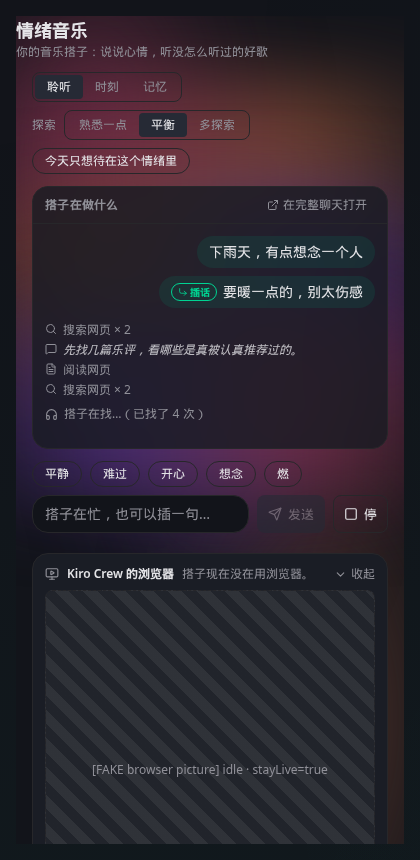 情绪音乐
你的音乐搭子：说说心情，听没怎么听过的好歌
聆听 时刻 记忆
探索 熟悉一点 平衡 多探索
今天只想待在这个情绪里
搭子在做什么 在完整聊天打开
下雨天，有点想念一个人
插话 要暖一点的，别太伤感
搜索网页 × 2
先找几篇乐评，看哪些是真被认真推荐过的。
阅读网页
搜索网页 × 2
搭子在找…（已找了 4 次）
平静 难过 开心 想念 燃
搭子在忙，也可以插一句…
发送 停
Kiro Crew 的浏览器 搭子现在没在用浏览器。 收起
[FAKE browser picture] idle · stayLive=true